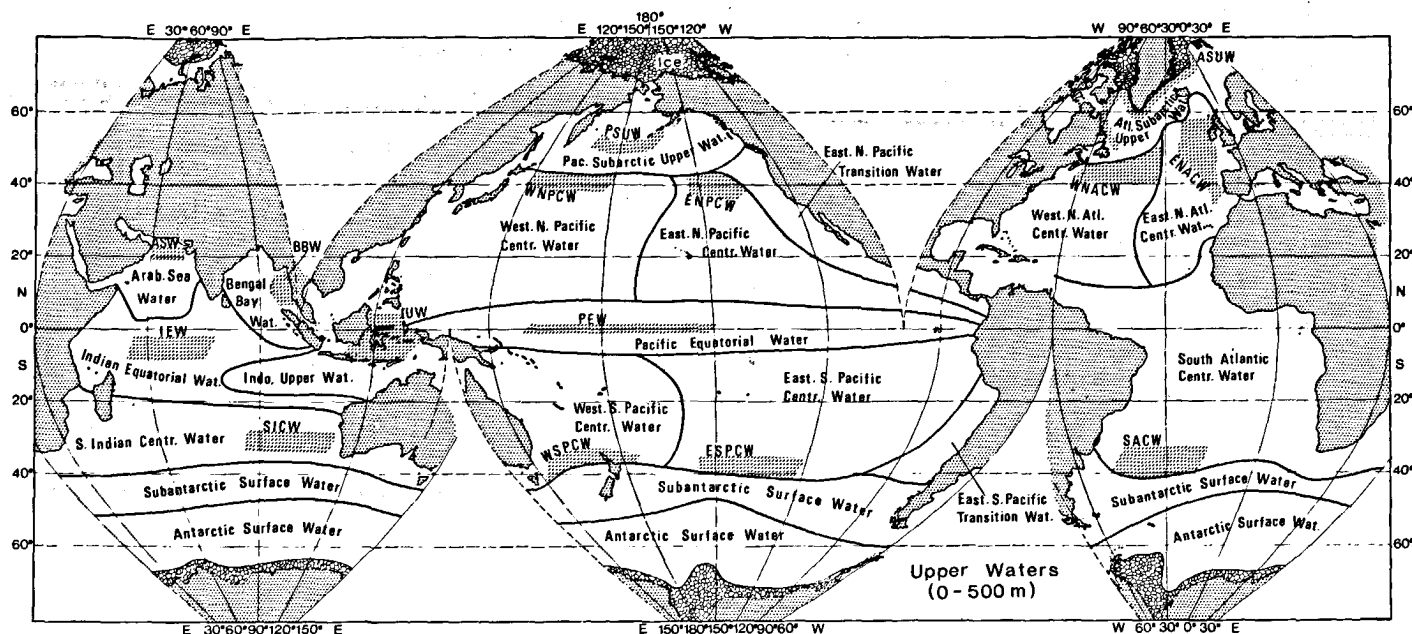 180°
E 30°60°90° E
E 120°150°|150°120° W
W 90°60°30°0°30° E
Ice
ASUW
60°
60°
Atl. Subarctic
Upper Wat.
PSUW
Pac. Subarctic Upper Wat.
East. N. Pacific
Transition Water
40°
40°
WNPCW
ENPCW
WNACW
ENACW
West. N. Pacific
Centr. Water
East. N. Pacific
Centr. Water
West. N. Atl.
Centr. Water
East. N. Atl.
Centr. Wat.
ASW
BBW
20°
20°
Arab. Sea
Water
Bengal
Bay
Wat.
N
N
IUW
IEW
PEW
0°
0°
Pacific Equatorial Water
Indian Equatorial Wat.
Indo. Upper Wat.
S
S
East. S. Pacific
Centr. Water
South Atlantic
Centr. Water
20°
20°
West. S. Pacific
Centr. Water
S. Indian Centr. Water
SICW
WSPCW
ESPCW
SACW
40°
40°
Subantarctic Surface Water
Subantarctic Surface Water
Subantarctic Surface Water
East. S. Pacific
Transition Wat.
Antarctic Surface Water
Antarctic Surface Water
Antarctic Surface Wat.
60°
60°
Upper Waters
(0-500m)
E 30°60°90°120°150° E
E 150°180°150°120°90°60° W
W 60°30°0°30° E